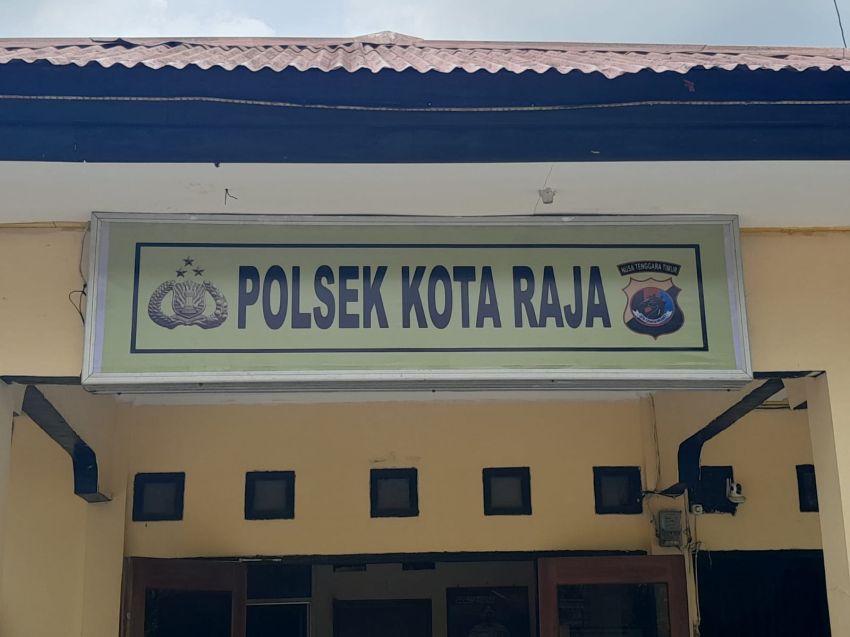 POLSEK KOTA RAJA
NUSA TENGGARA TIMUR